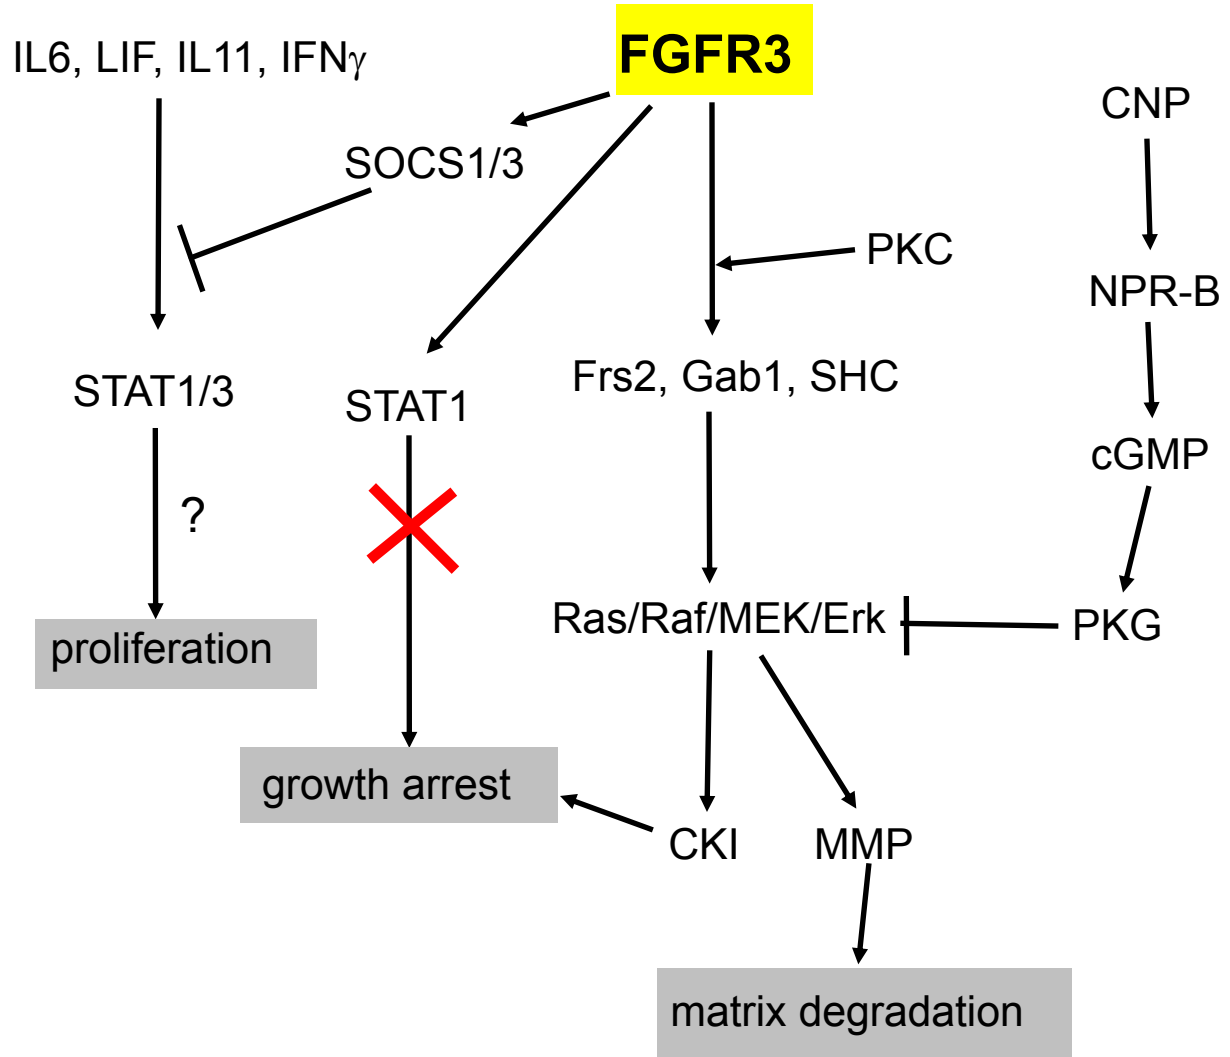 IL6, LIF, IL11, IFNγ
FGFR3
CNP
SOCS1/3
PKC
NPR-B
STAT1/3
STAT1
Frs2, Gab1, SHC
cGMP
?
Ras/Raf/MEK/Erk
PKG
proliferation
growth arrest
CKI
MMP
matrix degradation